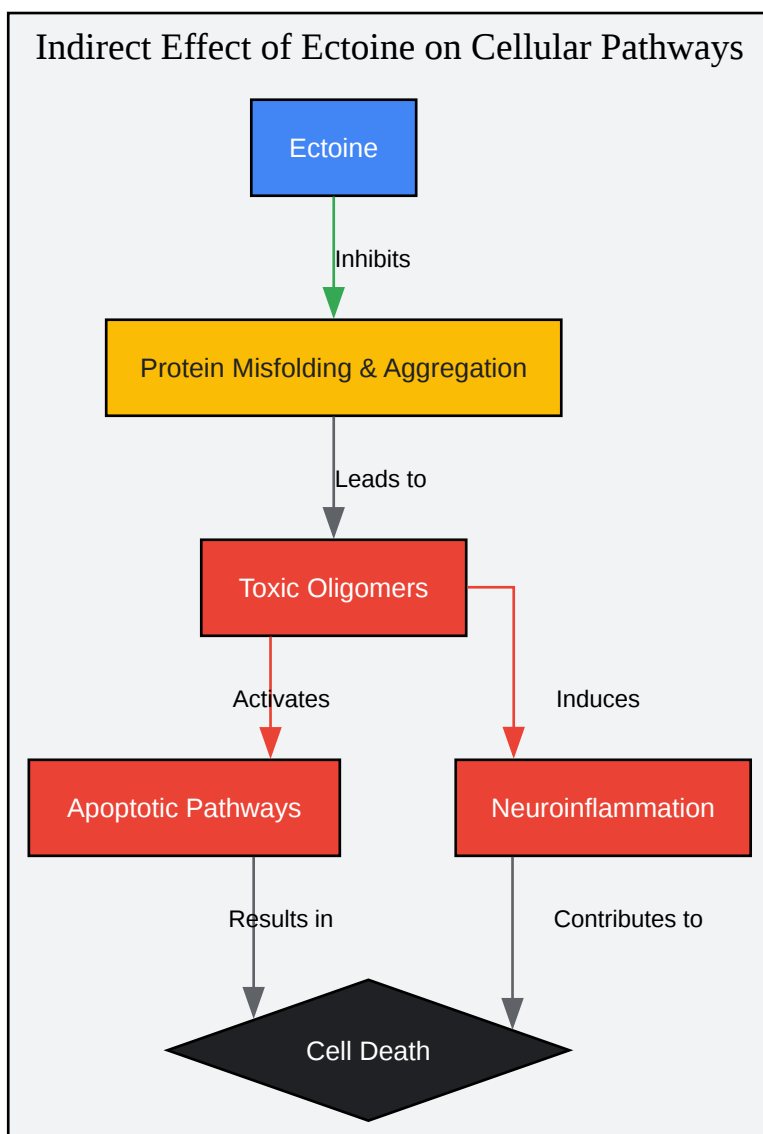 Indirect Effect of Ectoine on Cellular Pathways
Ectoine
Inhibits
Protein Misfolding & Aggregation
Leads to
Toxic Oligomers
Activates
Induces
Apoptotic Pathways
Neuroinflammation
Results in
Contributes to
Cell Death